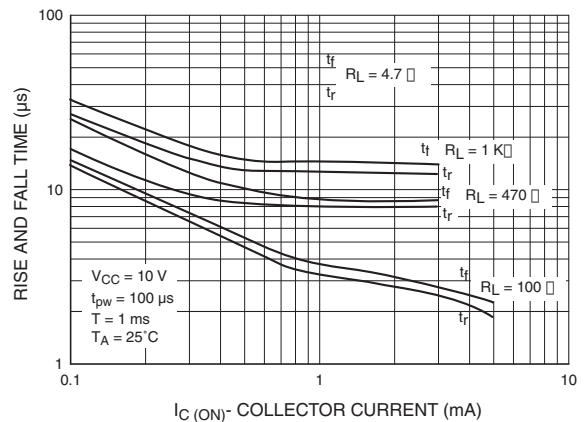 100
10
1
RISE AND FALL TIME (µs)
tf
RL = 4.7 ▯
tr
tf RL = 1 K▯
tr
tf
RL = 470 ▯
tr
tf
RL = 100 ▯
tr
VCC = 10 V
tpw = 100 µs
T = 1 ms
TA = 25°C
0.1
1
10
IC (ON)- COLLECTOR CURRENT (mA)